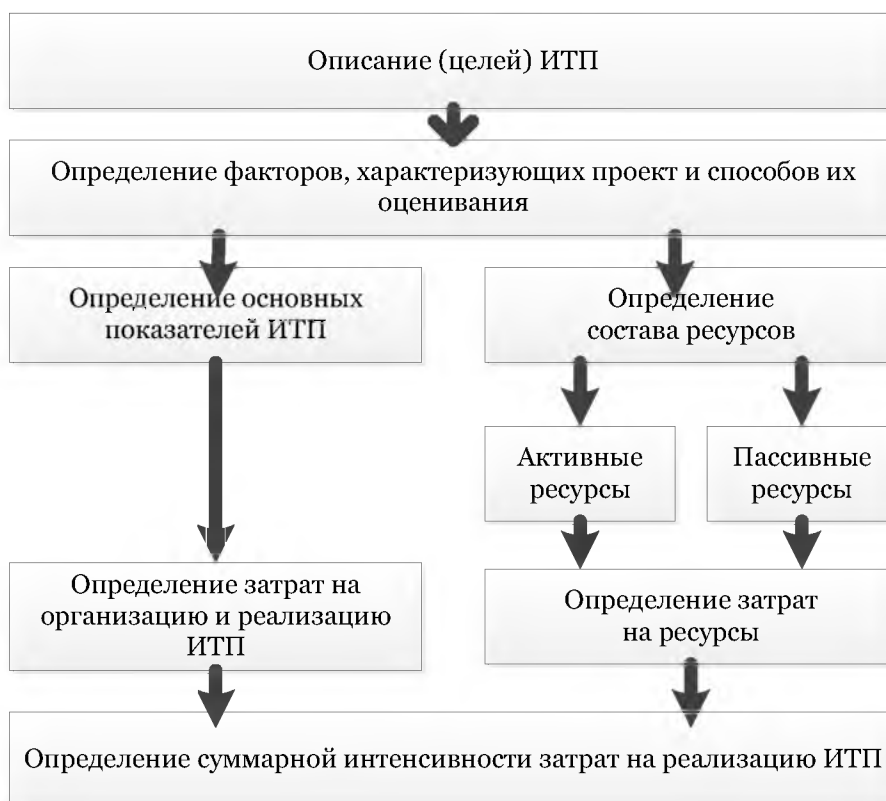 Описание (целей) ИТП
Определение факторов, характеризующих проект и способов их
оценивания
Определение основных
показателей ИТП
Определение
состава ресурсов
Активные
ресурсы
Пассивные
ресурсы
Определение затрат на
организацию и реализацию
ИТП
Определение затрат
на ресурсы
Определение суммарной интенсивности затрат на реализацию ИТП